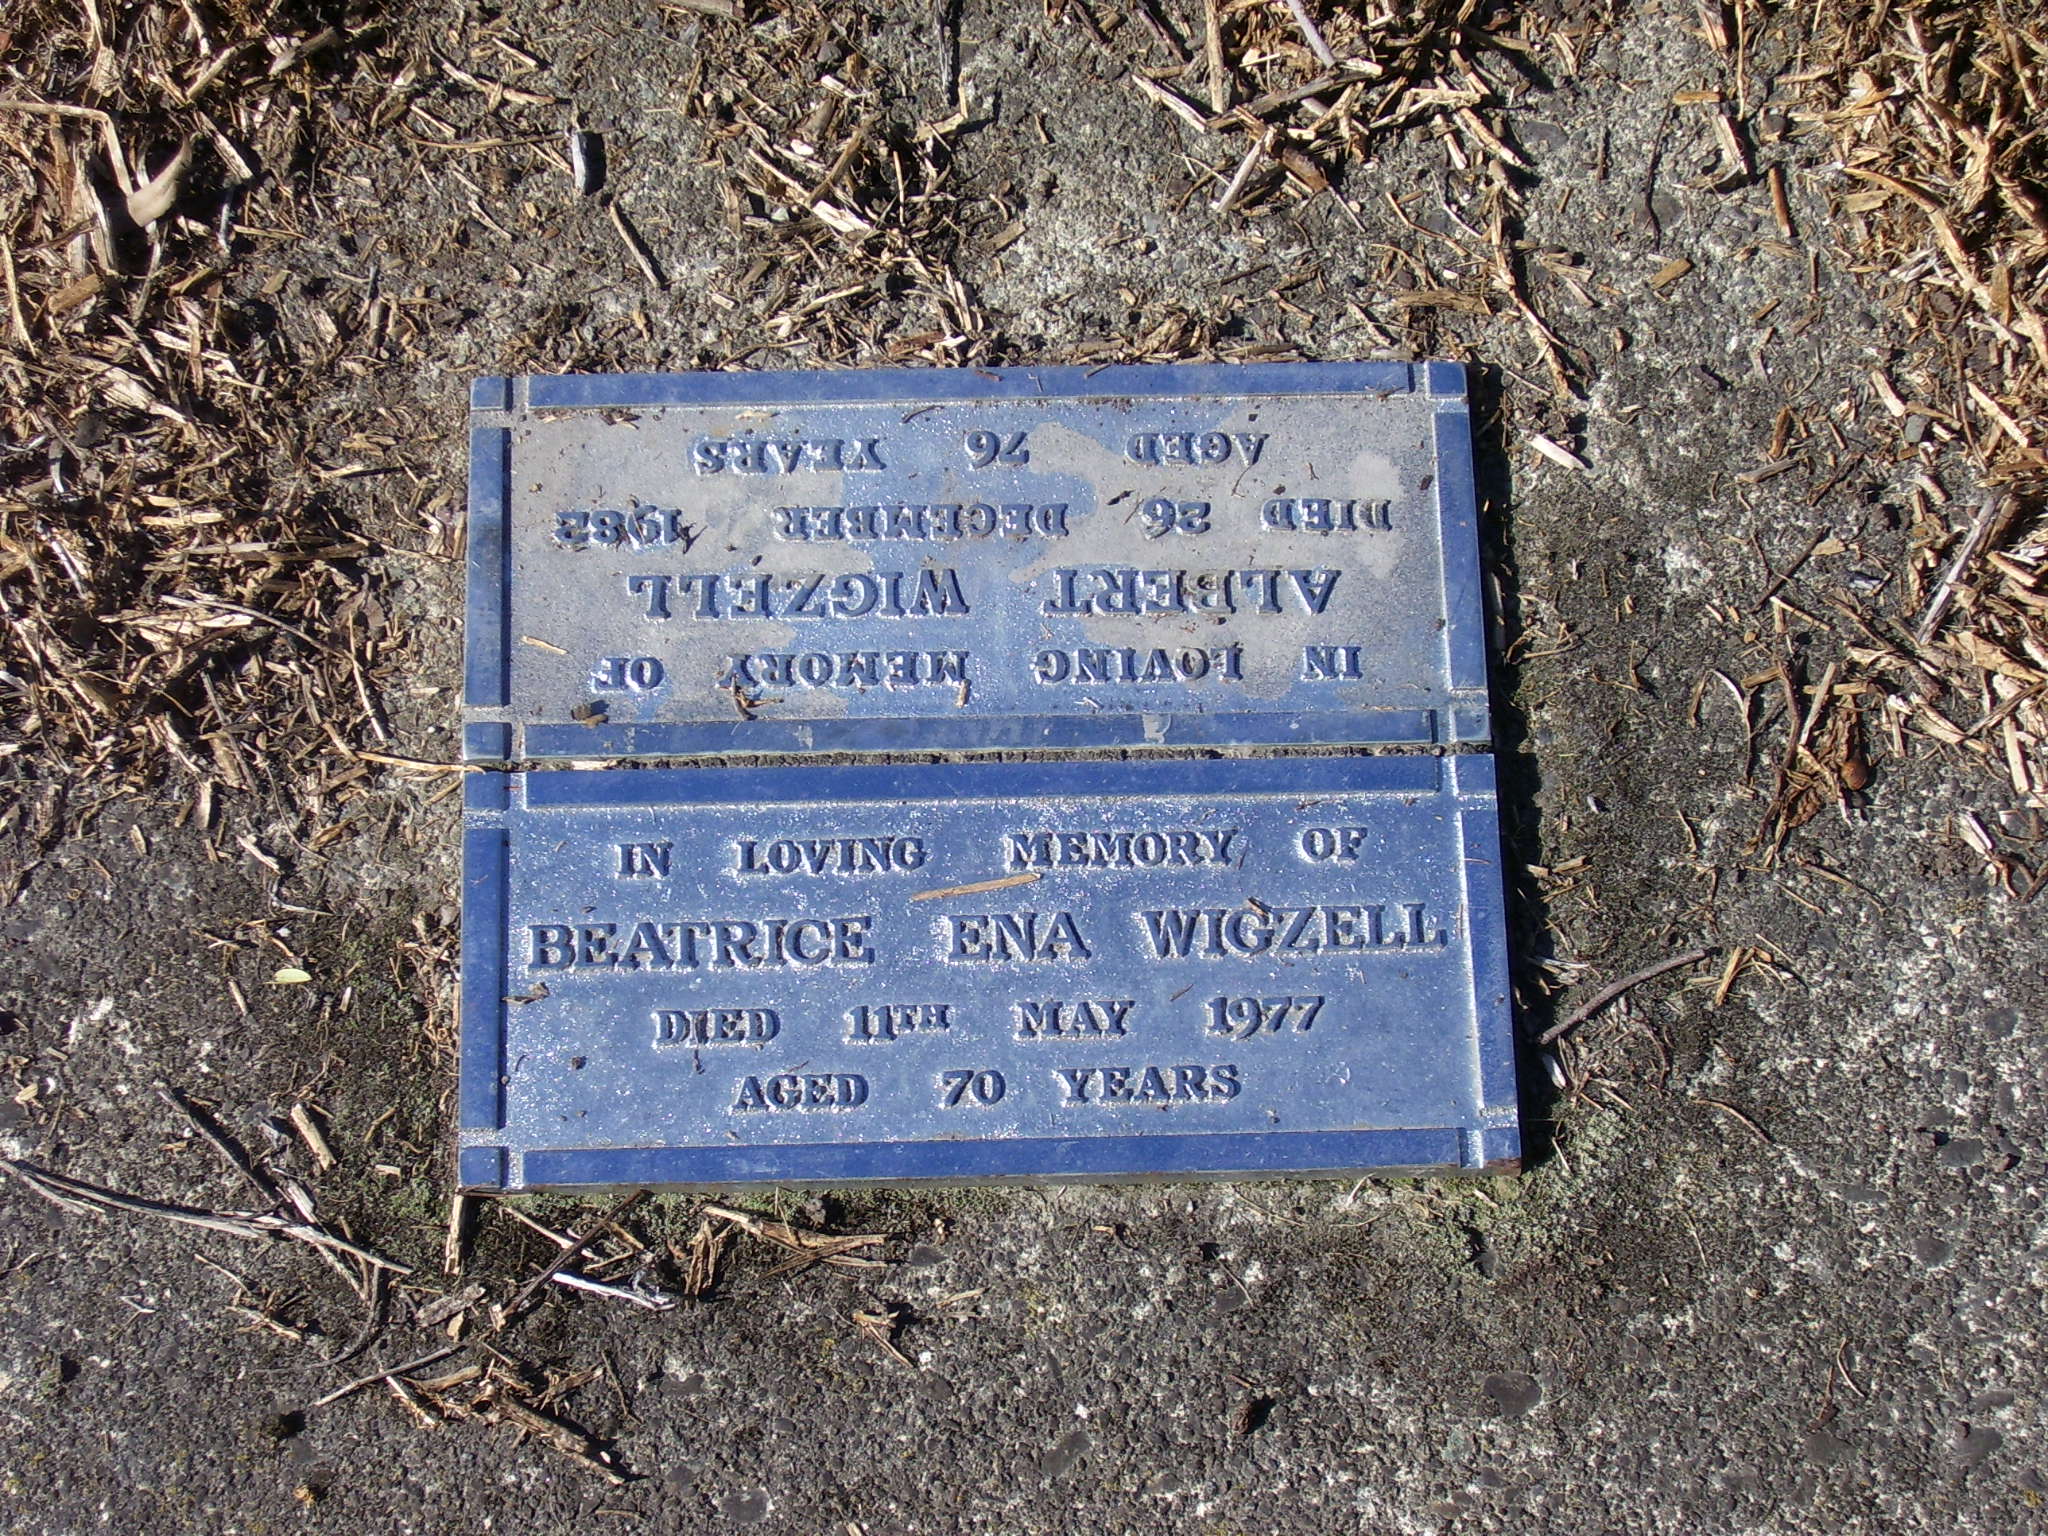 IN LOVING MEMORY OF
ALBERT WIGZELL
DIED 26 DECEMBER 1982
AGED 76 YEARS
IN LOVING MEMORY OF
BEATRICE ENA WIGZELL
DIED 11TH MAY 1977
AGED 70 YEARS